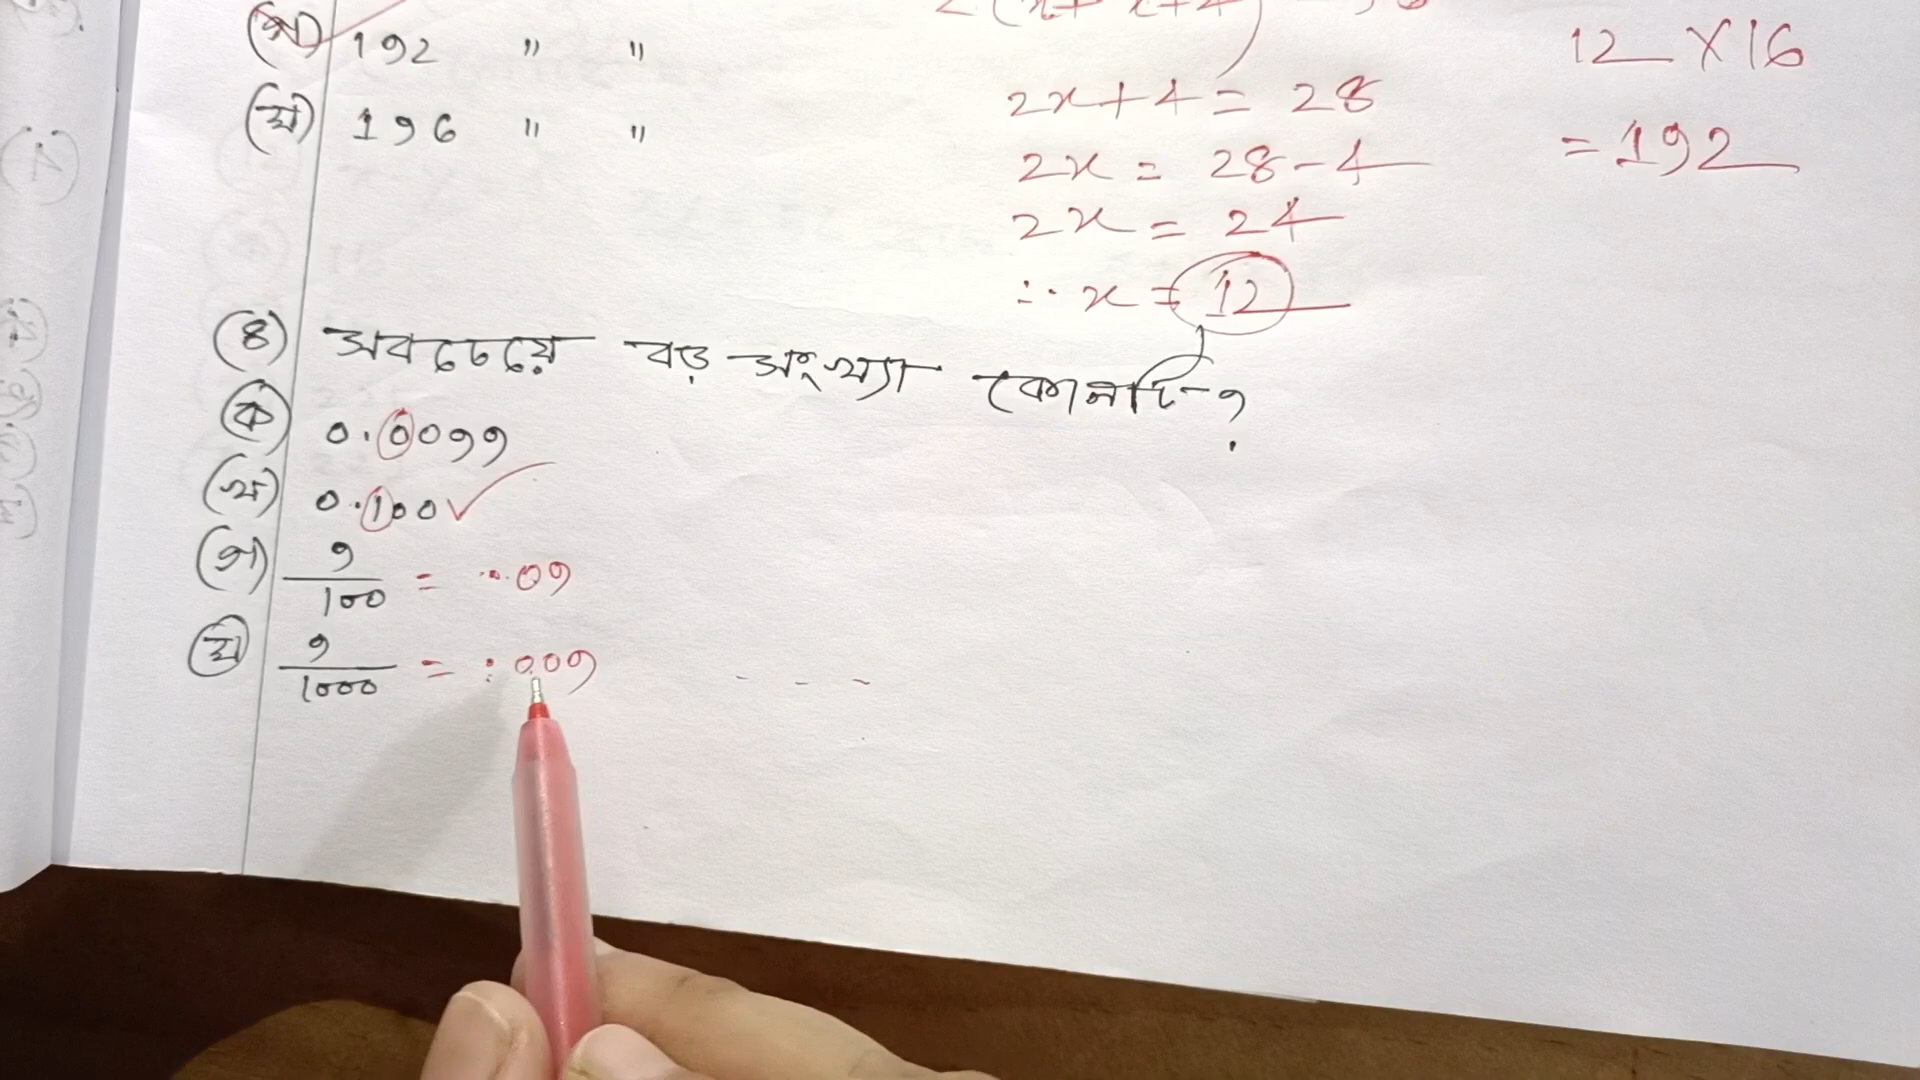 (গ) 192 " "
(ঘ) 196 " "
2x+4 = 28
2x = 28-4
2x = 24
∴ x = 12
12 X 16
= 192
(৪) সবচেয়ে বড় সংখ্যা কোনটি-?
(ক) 0.0099
(খ) 0.100 ✓
(গ) 9/100 = .09
(ঘ) 9/1000 = .009